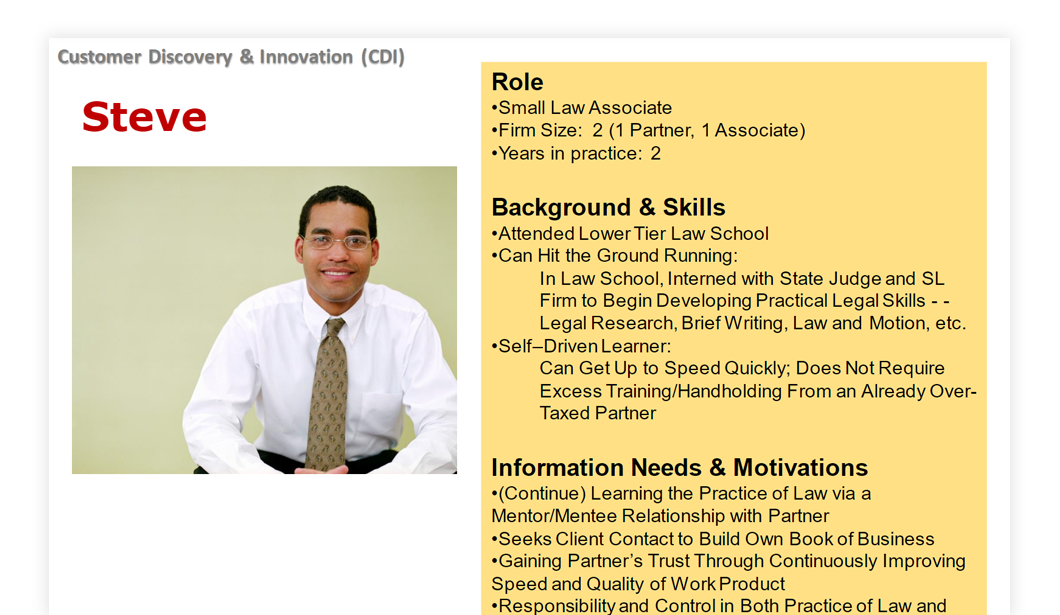 Customer Discovery & Innovation (CDI)
Steve
Role
•Small Law Associate
•Firm Size:  2 (1 Partner, 1 Associate)
•Years in practice:  2
Background & Skills
•Attended Lower Tier Law School
•Can Hit the Ground Running:
In Law School, Interned with State Judge and SL
Firm to Begin Developing Practical Legal Skills - -
Legal Research, Brief Writing, Law and Motion, etc.
•Self–Driven Learner:
Can Get Up to Speed Quickly; Does Not Require
Excess Training/Handholding From an Already Over-
Taxed Partner
Information Needs & Motivations
•(Continue) Learning the Practice of Law via a
Mentor/Mentee Relationship with Partner
•Seeks Client Contact to Build Own Book of Business
•Gaining Partner’s Trust Through Continuously Improving
Speed and Quality of Work Product
•Responsibility and Control in Both Practice of Law and